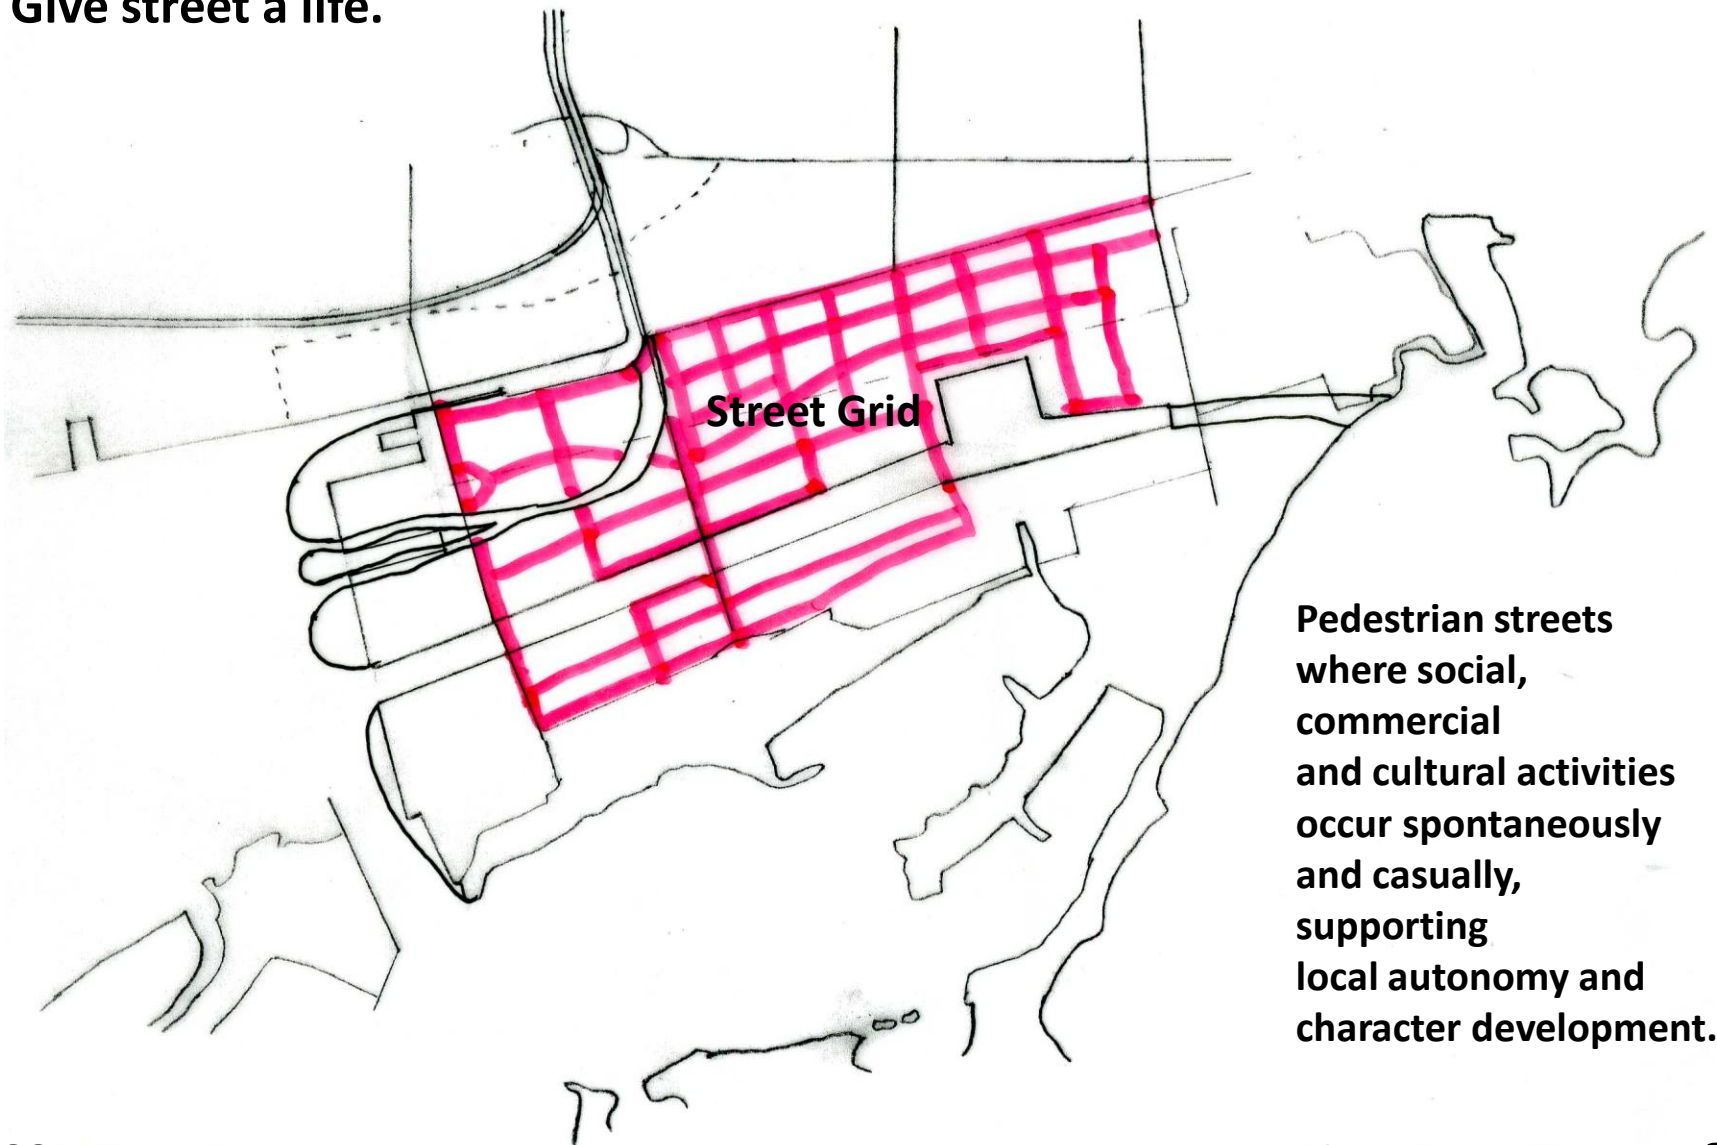 Give street a life.
Street Grid
Pedestrian streets
where social,
commercial
and cultural activities
occur spontaneously
and casually,
supporting
local autonomy and
character development.